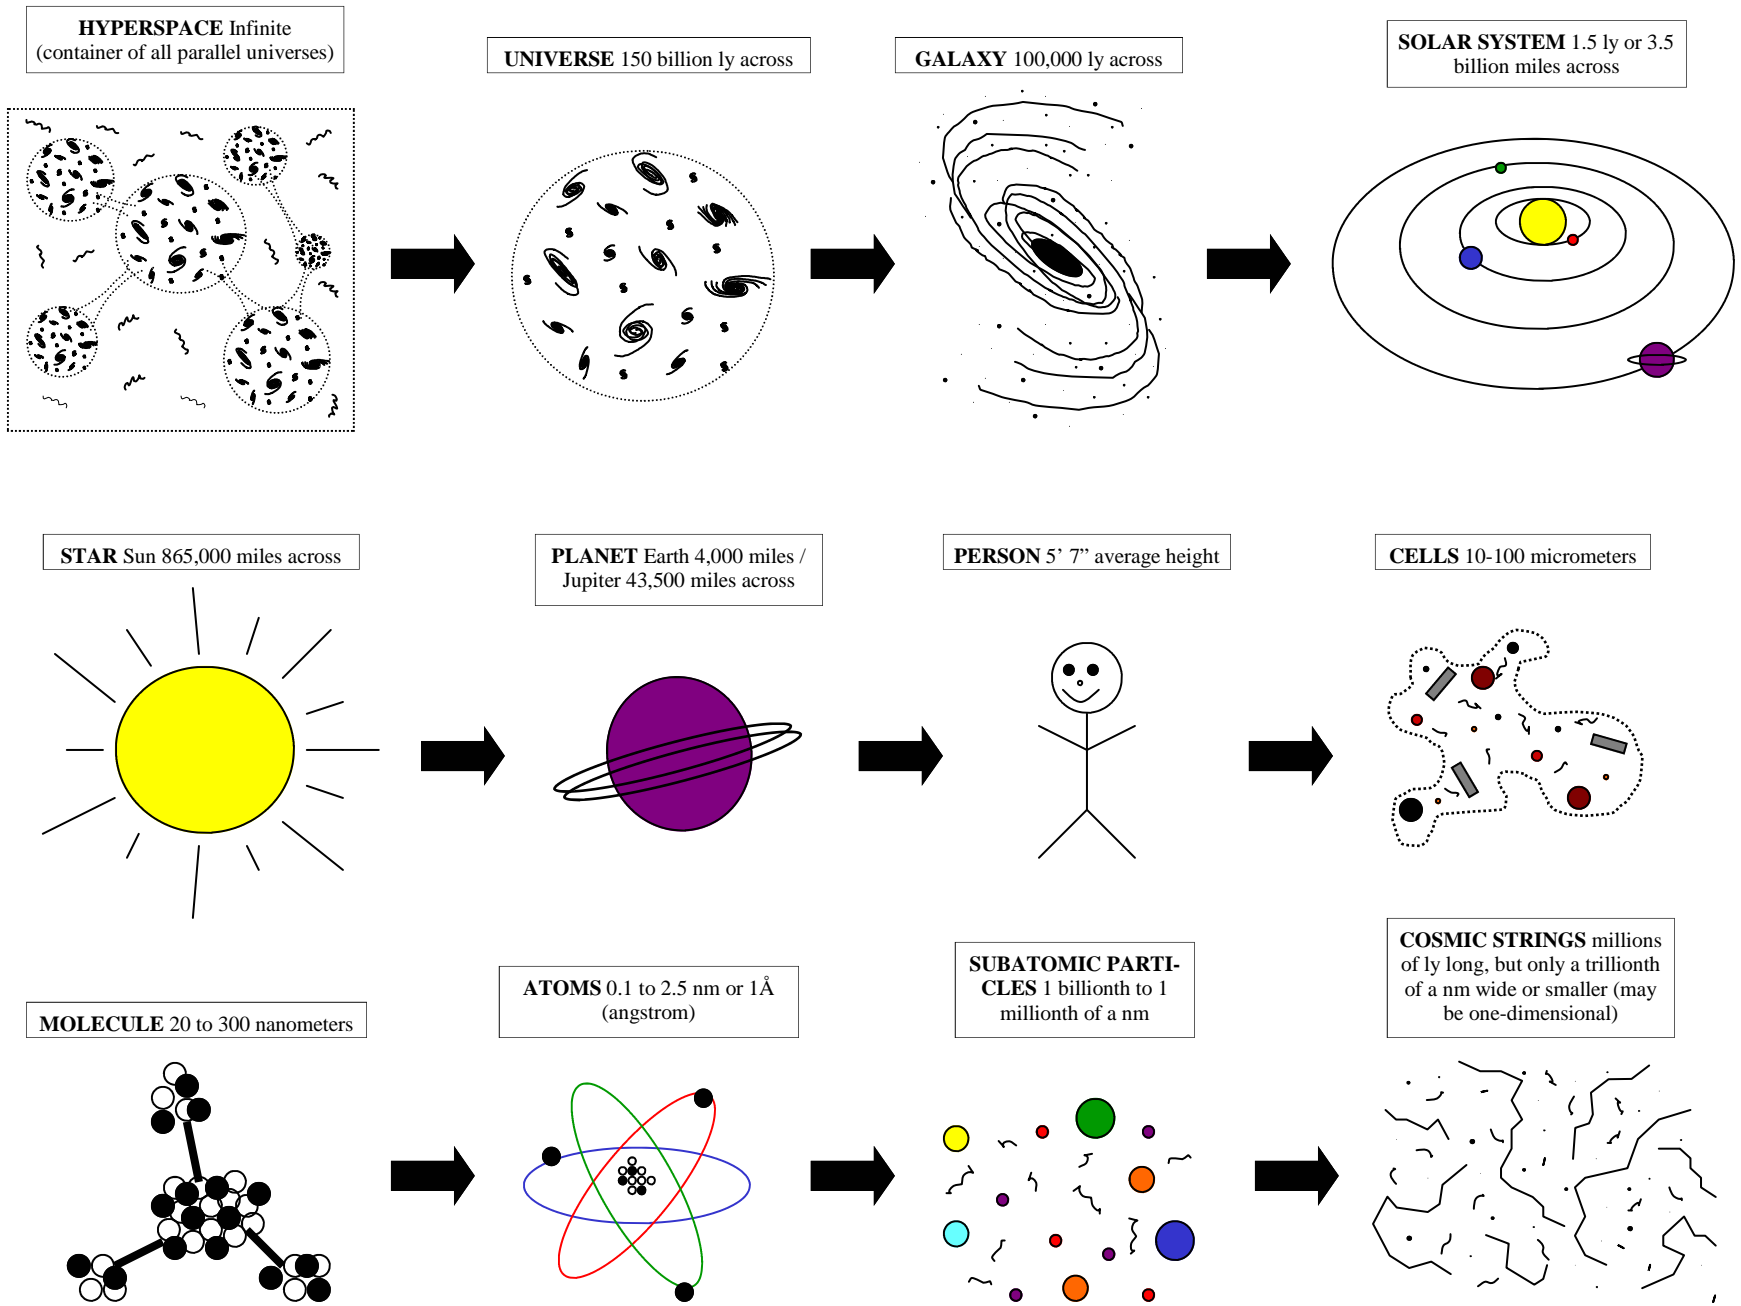 HYPERSPACE Infinite
(container of all parallel universes)
UNIVERSE 150 billion ly across
GALAXY 100,000 ly across
SOLAR SYSTEM 1.5 ly or 3.5
billion miles across
STAR Sun 865,000 miles across
PLANET Earth 4,000 miles /
Jupiter 43,500 miles across
PERSON 5’ 7” average height
CELLS 10-100 micrometers
MOLECULE 20 to 300 nanometers
ATOMS 0.1 to 2.5 nm or 1Å
(angstrom)
SUBATOMIC PARTI-
CLES 1 billionth to 1
millionth of a nm
COSMIC STRINGS millions
of ly long, but only a trillionth
of a nm wide or smaller (may
be one-dimensional)